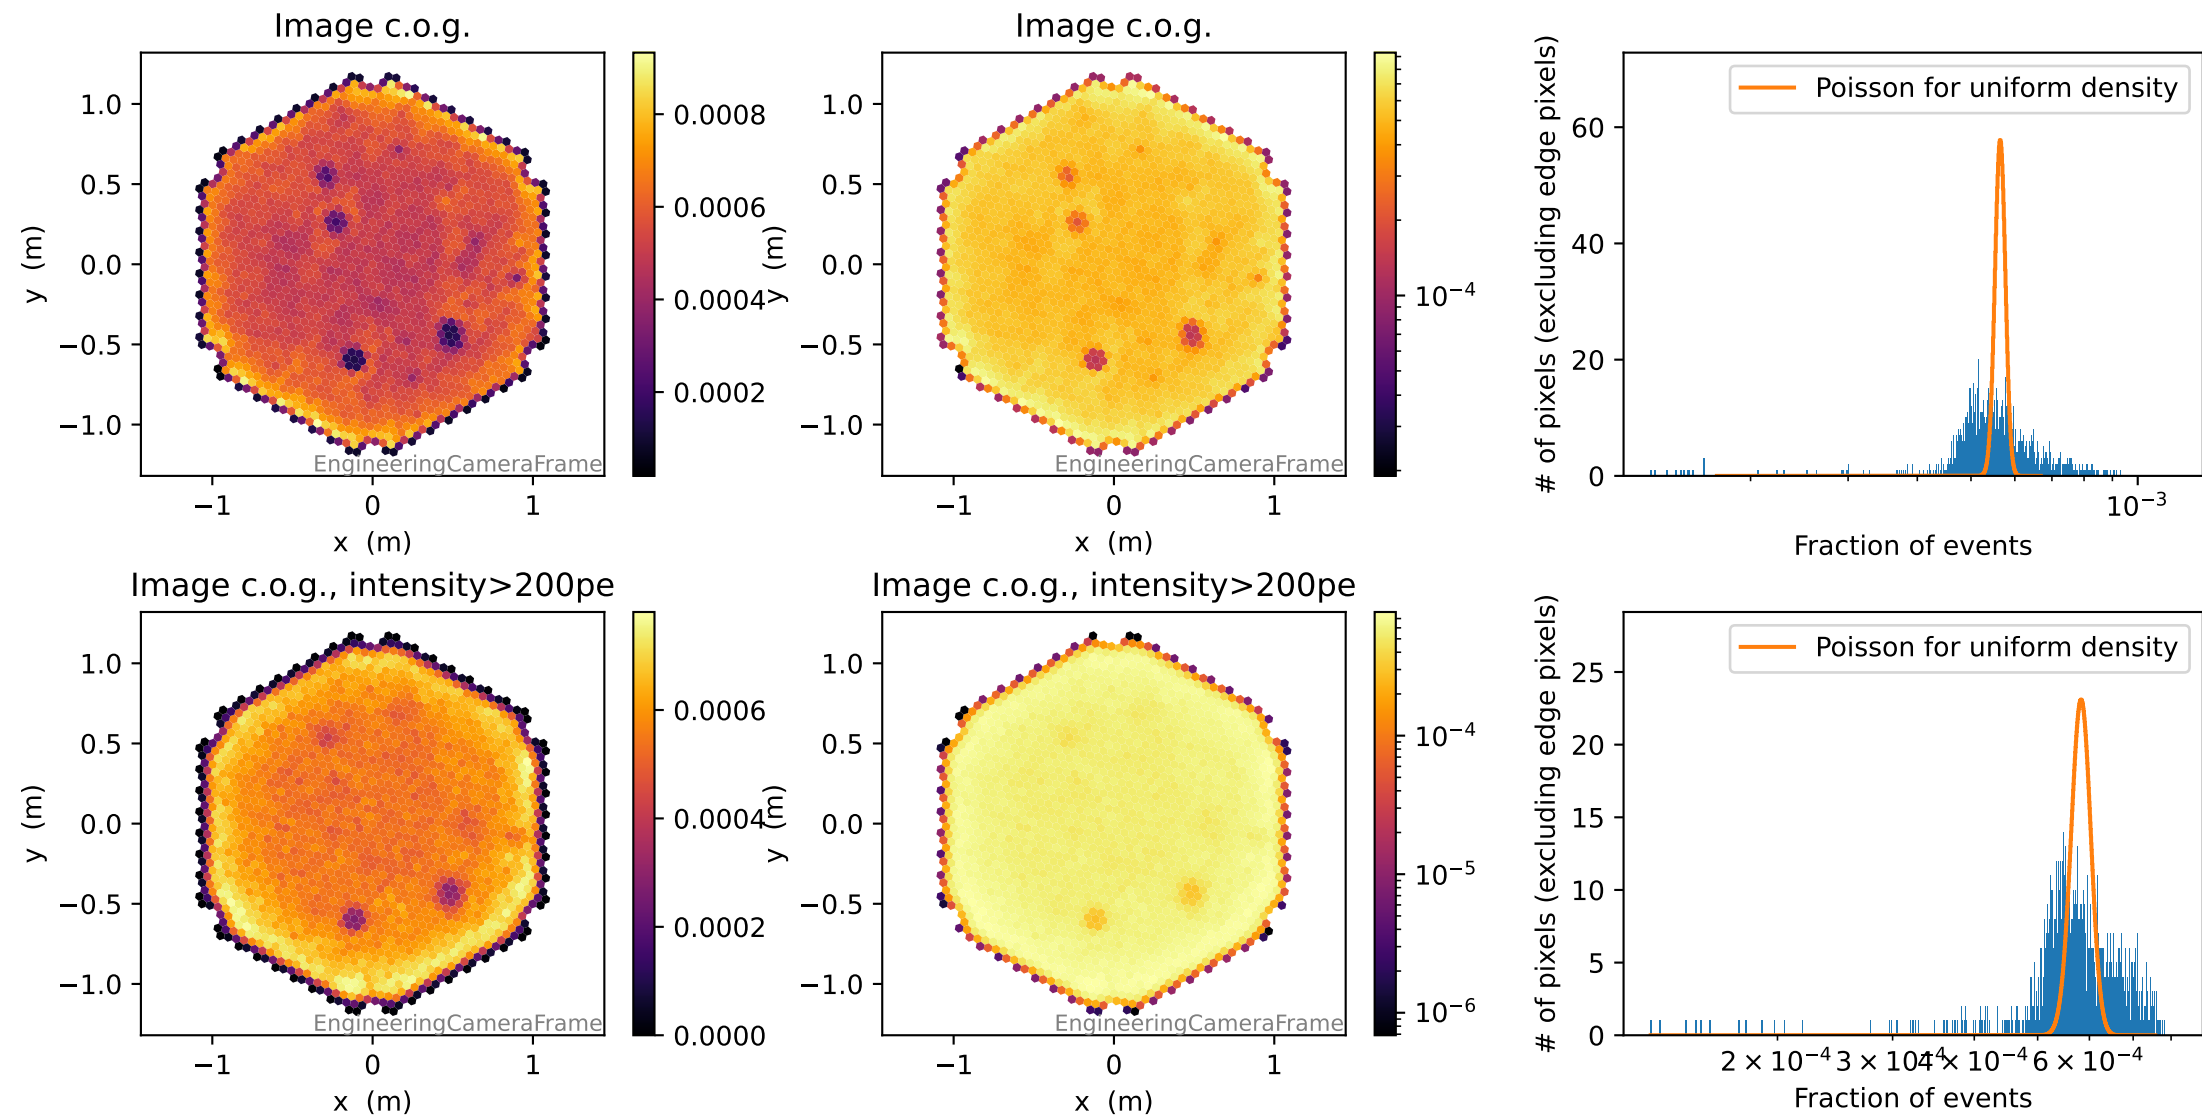 Image c.o.g.
1.0
0.5
0.0
−0.5
−1.0
y (m)
−1
0
1
x (m)
EngineeringCameraFrame
0.0008
0.0006
0.0004
0.0002
Image c.o.g.
1.0
0.5
0.0
−0.5
−1.0
y (m)
−1
0
1
x (m)
EngineeringCameraFrame
10−4
Poisson for uniform density
# of pixels (excluding edge pixels)
60
40
20
0
10−3
Fraction of events
Image c.o.g., intensity>200pe
1.0
0.5
0.0
−0.5
−1.0
y (m)
−1
0
1
x (m)
EngineeringCameraFrame
0.0006
0.0004
0.0002
0.0000
Image c.o.g., intensity>200pe
1.0
0.5
0.0
−0.5
−1.0
y (m)
−1
0
1
x (m)
EngineeringCameraFrame
10−4
10−5
10−6
Poisson for uniform density
# of pixels (excluding edge pixels)
25
20
15
10
5
0
2 × 10−4
3 × 10−4
4 × 10−4
6 × 10−4
Fraction of events